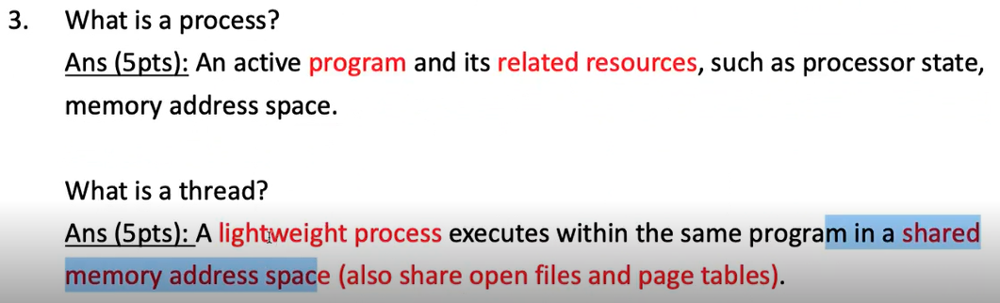 3. What is a process?
Ans (5pts): An active program and its related resources, such as processor state,
memory address space.
What is a thread?
Ans (5pts): A lightweight process executes within the same program in a shared
memory address space (also share open files and page tables).